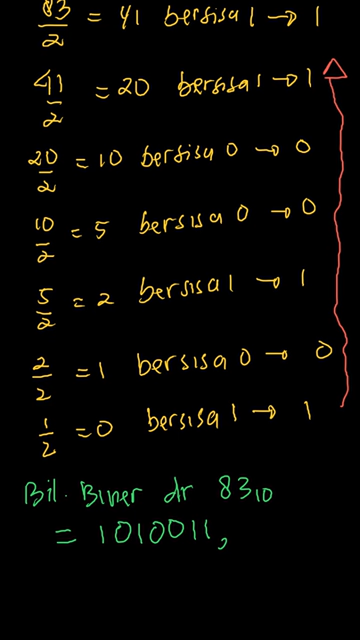 83/2 = 41 bersisa 1 → 1
41/2 = 20 bersisa 1 → 1
20/2 = 10 bersisa 0 → 0
10/2 = 5 bersisa 0 → 0
5/2 = 2 bersisa 1 → 1
2/2 = 1 bersisa 0 → 0
1/2 = 0 bersisa 1 → 1
Bil. Biner dr 83₁₀
= 1010011,